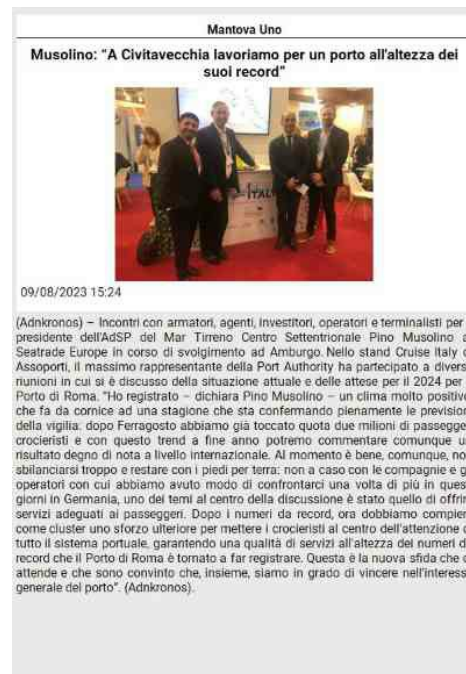 Mantova Uno
Musolino: “A Civitavecchia lavoriamo per un porto all'altezza dei
suoi record”
ITAL
09/08/2023 15:24
(Adnkronos) – Incontri con armatori, agenti, investitori, operatori e terminalisti per
presidente dell'AdSP del Mar Tirreno Centro Settentrionale Pino Musolino a
Seatrade Europe in corso di svolgimento ad Amburgo. Nello stand Cruise Italy d
Assoporti, il massimo rappresentante della Port Authority ha partecipato a divers
riunioni in cui si è discusso della situazione attuale e delle attese per il 2024 per
Porto di Roma. “Ho registrato – dichiara Pino Musolino – un clima molto positivo
che fa da cornice ad una stagione che sta confermando pienamente le prevision
della vigilia: dopo Ferragosto abbiamo già toccato quota due milioni di passegge
crocieristi e con questo trend a fine anno potremo commentare comunque u
risultato degno di nota a livello internazionale. Al momento è bene, comunque, no
sbilanciarsi troppo e restare con i piedi per terra: non a caso con le compagnie e g
operatori con cui abbiamo avuto modo di confrontarci una volta di più in ques
giorni in Germania, uno dei temi al centro della discussione è stato quello di offrir
servizi adeguati ai passeggeri. Dopo i numeri da record, ora dobbiamo compier
come cluster uno sforzo ulteriore per mettere i crocieristi al centro dell'attenzione d
tutto il sistema portuale, garantendo una qualità di servizi all'altezza dei numeri d
record che il Porto di Roma è tornato a far registrare. Questa è la nuova sfida che c
attende e che sono convinto che, insieme, siamo in grado di vincere nell'interess
generale del porto”. (Adnkronos).